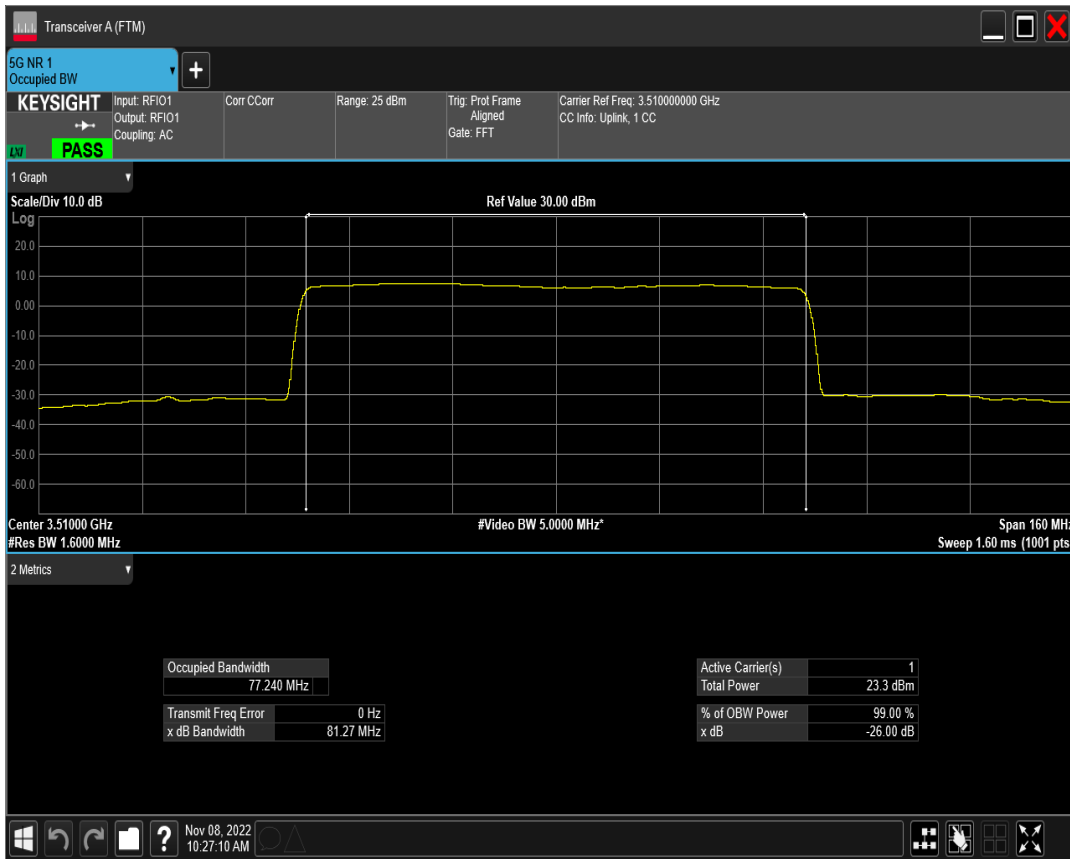 Transceiver A (FTM)
5G NR 1
Occupied BW
+
KEYSIGHT
LXI
PASS
Input: RFIO1
Output: RFIO1
Coupling: AC
Corr CCorr
Range: 25 dBm
Trig: Prot Frame
Aligned
Gate: FFT
Carrier Ref Freq: 3.510000000 GHz
CC Info: Uplink, 1 CC
1 Graph
Scale/Div 10.0 dB
Ref Value 30.00 dBm
Log
20.0
10.0
0.00
-10.0
-20.0
-30.0
-40.0
-50.0
-60.0
Center 3.51000 GHz
#Video BW 5.0000 MHz*
Span 160 MHz
#Res BW 1.6000 MHz
Sweep 1.60 ms (1001 pts
2 Metrics
Occupied Bandwidth
77.240 MHz
Transmit Freq Error 0 Hz
x dB Bandwidth 81.27 MHz
Active Carrier(s) 1
Total Power 23.3 dBm
% of OBW Power 99.00 %
x dB -26.00 dB
?
Nov 08, 2022
10:27:10 AM